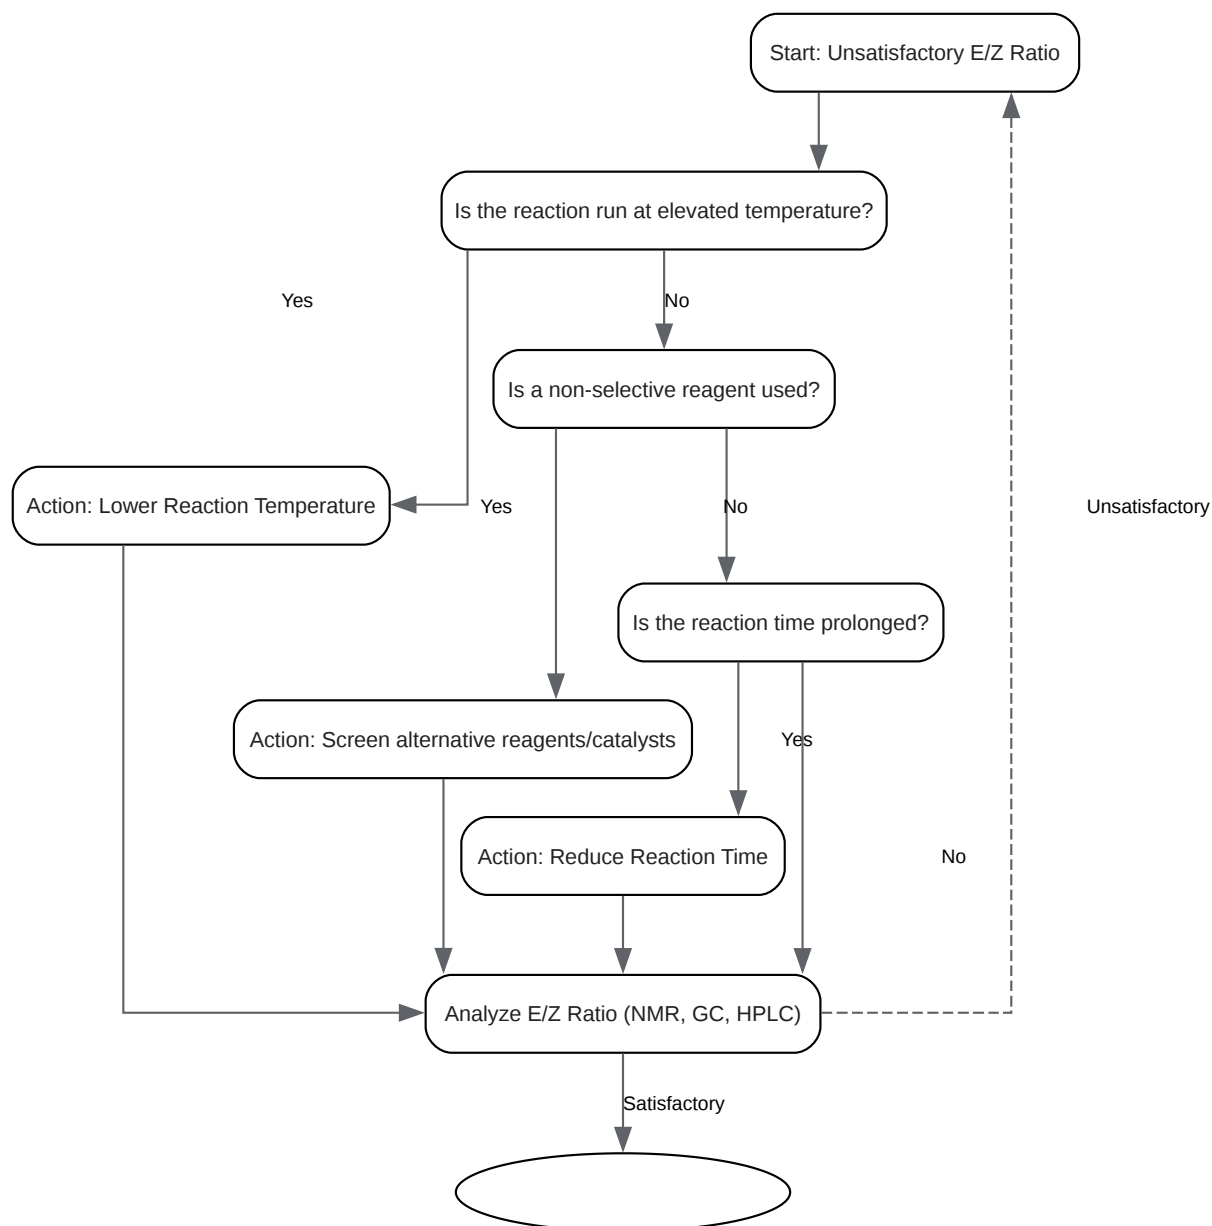 Start: Unsatisfactory E/Z Ratio
Is the reaction run at elevated temperature?
Yes
No
Is a non-selective reagent used?
Action: Lower Reaction Temperature
Yes
No
Unsatisfactory
Is the reaction time prolonged?
Action: Screen alternative reagents/catalysts
Yes
Action: Reduce Reaction Time
No
Analyze E/Z Ratio (NMR, GC, HPLC)
Satisfactory